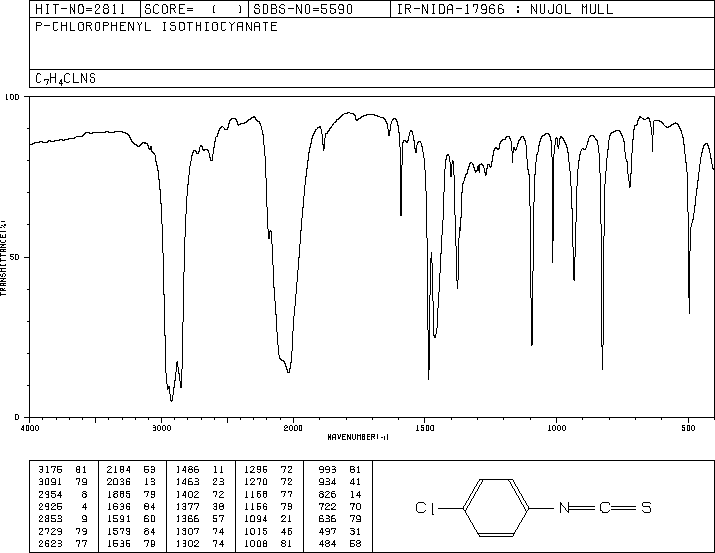 HIT-NO=2811 SCORE= ( ) SDBS-NO=5590 IR-NIDA-17966 : NUJOL MULL
P-CHLOROPHENYL ISOTHIOCYANATE
C7H4CLNS
100
TRANSMITTANCE(%)
50
0
4000 3000 2000 1500 1000 500
WAVENUMBER(-1)
3175 81 2184 53 1486 11 1295 72 993 81
3091 79 2036 13 1463 23 1270 72 934 41
2954 8 1885 79 1402 72 1168 77 826 14
2925 4 1636 84 1377 38 1156 79 722 70
2853 9 1591 60 1366 57 1094 21 636 79
2729 79 1579 84 1307 74 1015 46 497 31
2623 77 1535 79 1302 74 1008 81 484 58
Cl N C S